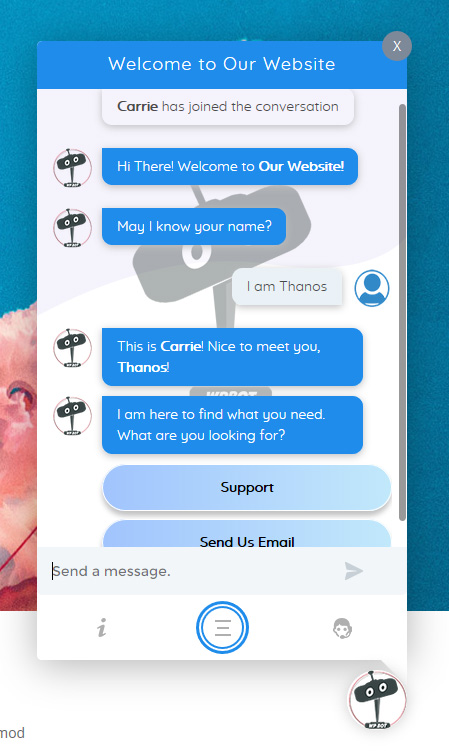 X
Welcome to Our Website
Carrie has joined the conversation
Hi There! Welcome to Our Website!
May I know your name?
I am Thanos
This is Carrie! Nice to meet you,
Thanos!
WPBOT
I am here to find what you need.
What are you looking for?
Support
Send Us Email
Send a message.
i
WPBOT
mod